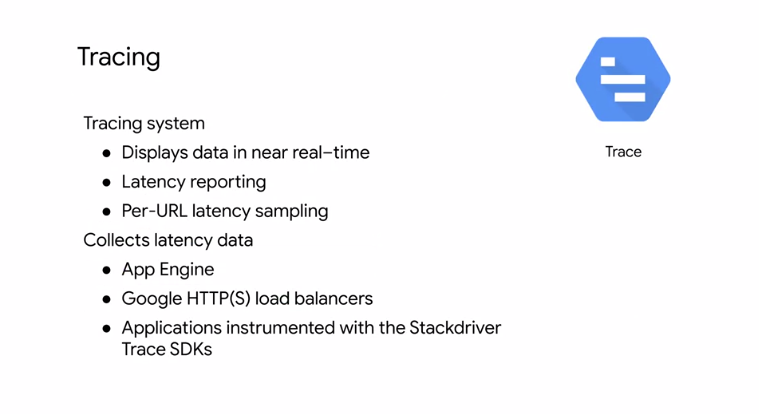 Tracing
Tracing system
● Displays data in near real-time
● Latency reporting
● Per-URL latency sampling
Collects latency data
● App Engine
● Google HTTP(S) load balancers
● Applications instrumented with the Stackdriver
Trace SDKs
Trace